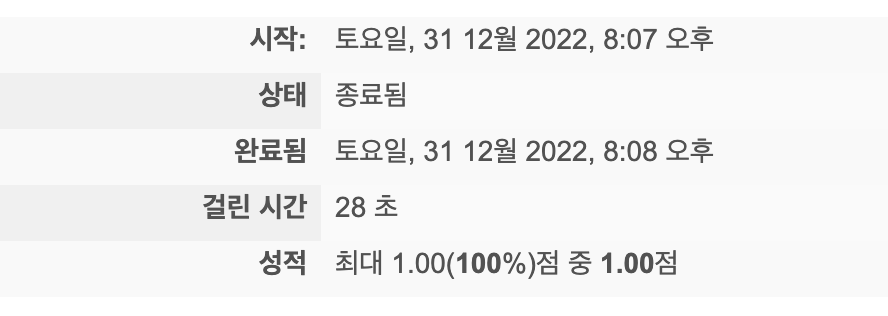 시작: 토요일, 31 12월 2022, 8:07 오후
상태 종료됨
완료됨 토요일, 31 12월 2022, 8:08 오후
걸린 시간 28 초
성적 최대 1.00(100%)점 중 1.00점